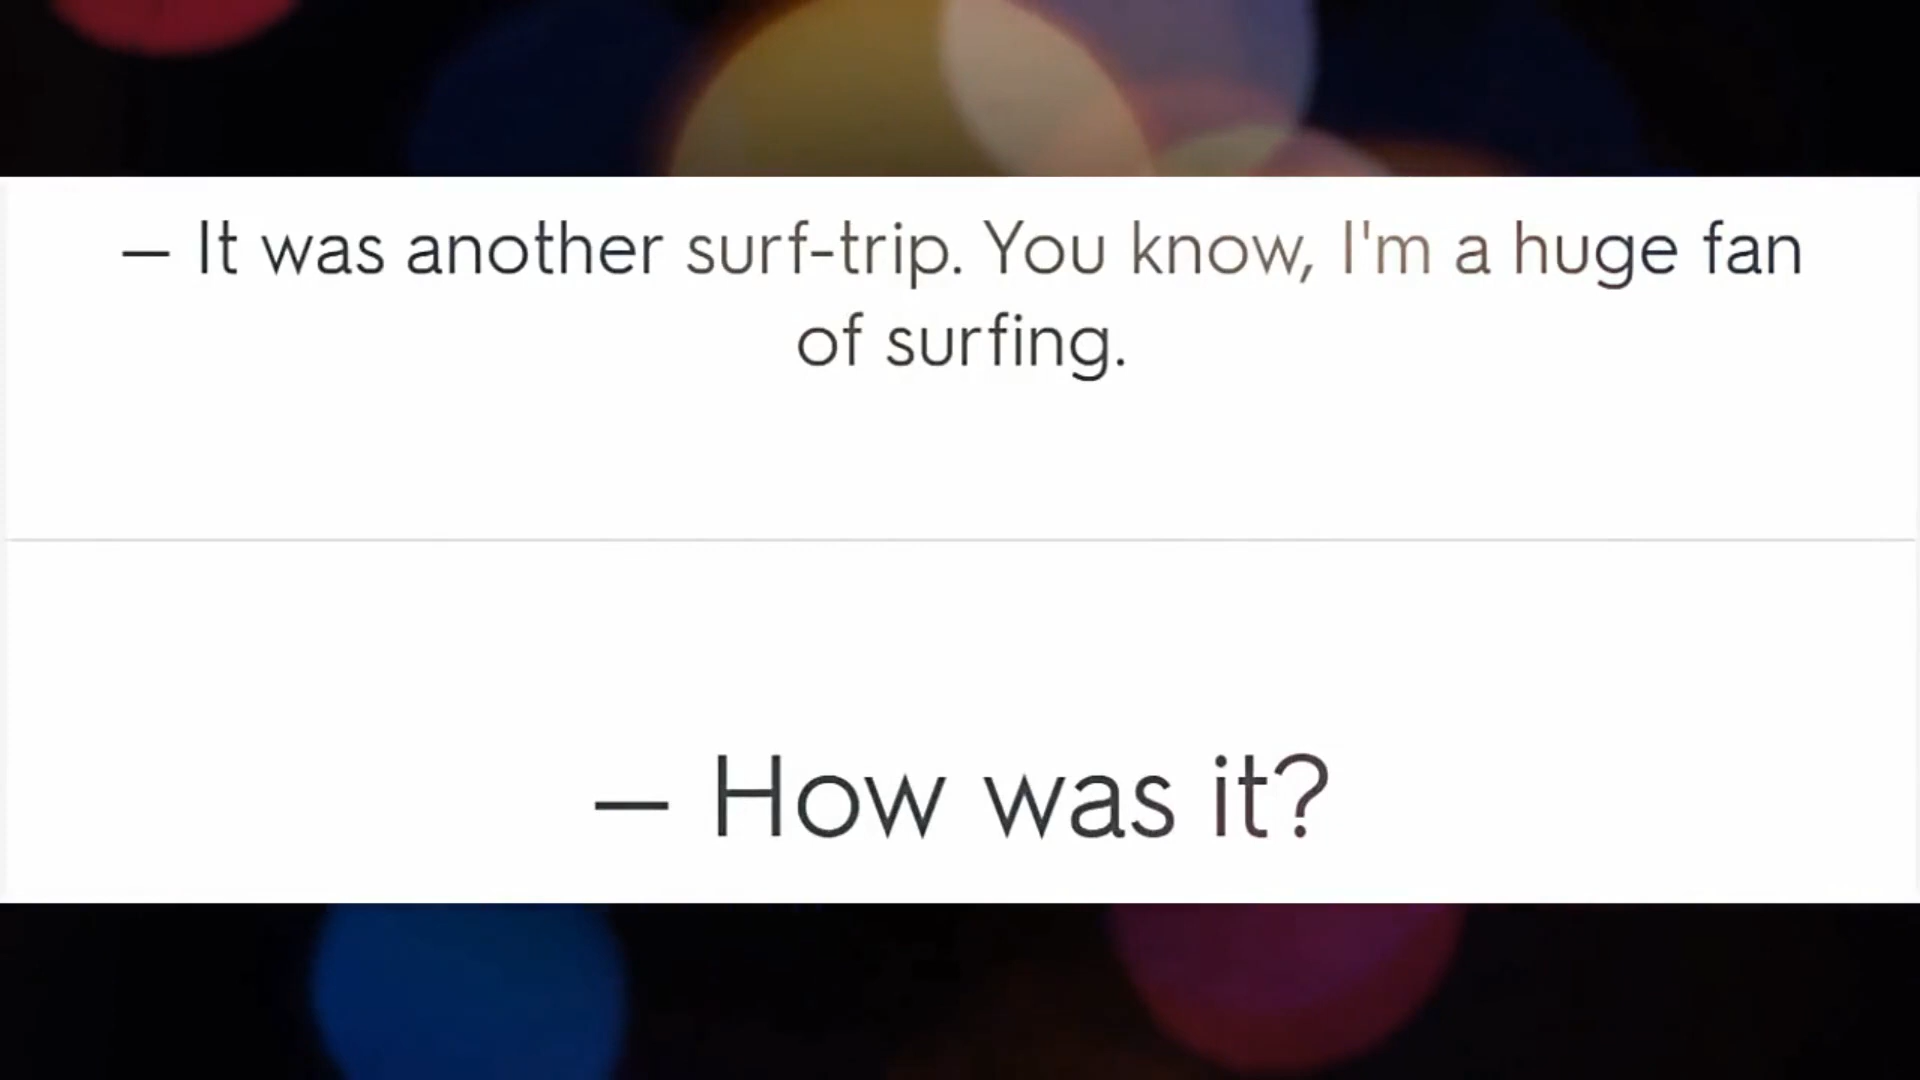 — It was another surf-trip. You know, I'm a huge fan
of surfing.
— How was it?